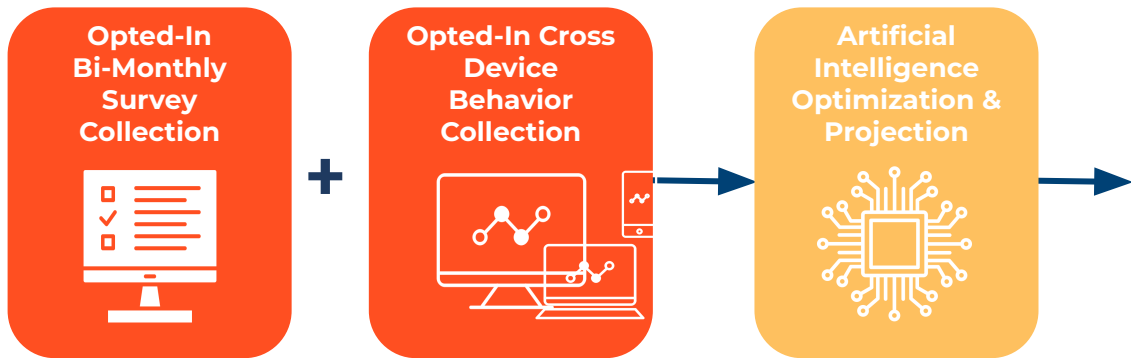 Opted-In
Bi-Monthly
Survey
Collection
+
Opted-In Cross
Device
Behavior
Collection
Artificial
Intelligence
Optimization &
Projection